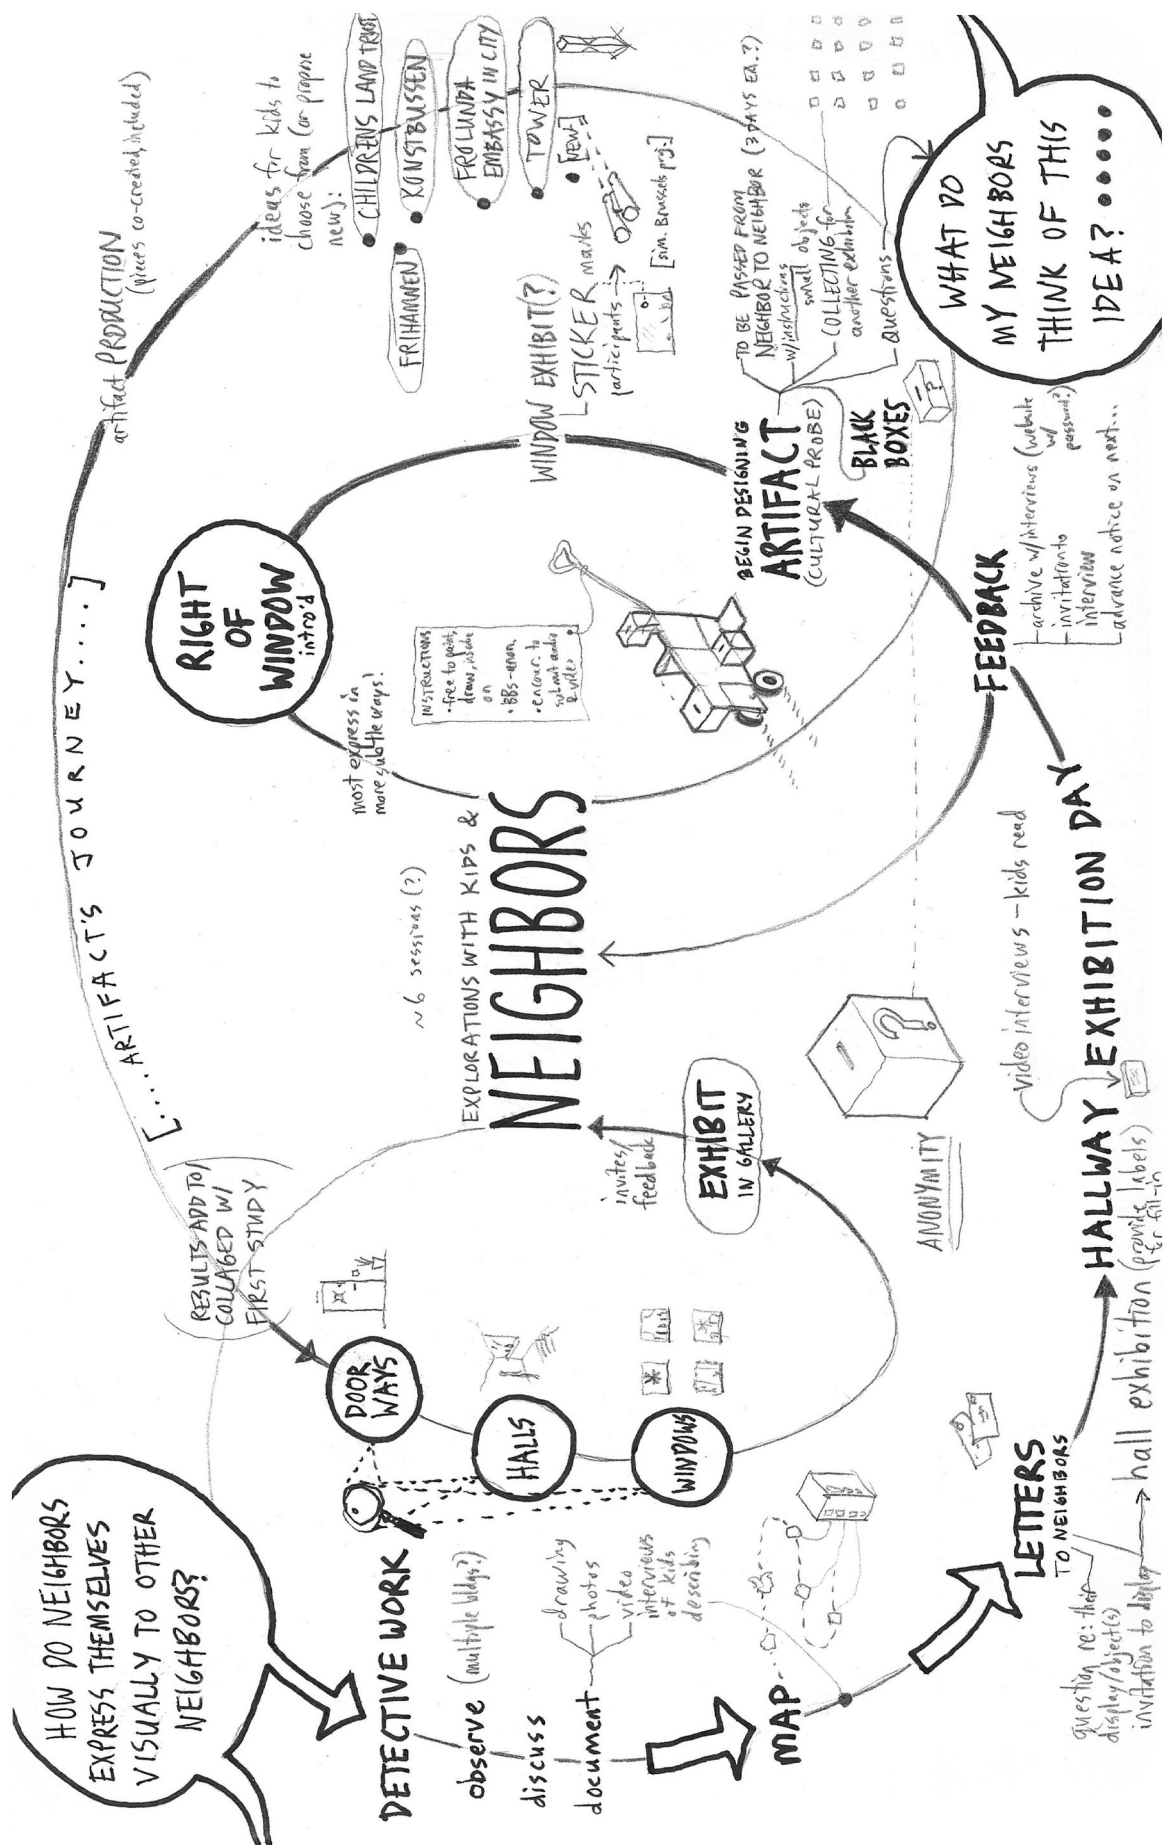 HOW DO NEIGHBORS
EXPRESS THEMSELVES
VISUALLY TO OTHER
NEIGHBORS?
DETECTIVE WORK
observe (multiple bldgs?)
discuss
document
drawing
photos
video
interviews
of kids
describing
MAP
LETTERS
TO NEIGHBORS
question re: their
display/object(s)
invitation to display
hall exhibition (provide labels
for fill-in)
HALLWAY EXHIBITION DAY
video interviews - kids read
FEEDBACK
archive w/interviews (website
w/
password?)
invitation to
interview
advance notice on next...
DOOR
WAYS
HALLS
WINDOWS
EXHIBIT
IN GALLERY
invites/
feedback
ANONYMITY
?
RESULTS ADD TO/
COLLAGED W/
FIRST STUDY
[....ARTIFACT'S JOURNEY....]
~6 sessions (?)
EXPLORATIONS WITH KIDS &
NEIGHBORS
most express in
more subtle ways!
RIGHT
OF
WINDOW
intro'd
INSTRUCTIONS
• free to paint,
draw, inside
on
• BBs-anon.
• encour. to
submit audio
& video
WINDOW EXHIBIT(?)
STICKER marks
participants
[sim. Brussels proj.]
BEGIN DESIGNING
ARTIFACT
(CULTURAL PROBE)
BLACK
BOXES
?
TO BE PASSED FROM
NEIGHBOR TO NEIGHBOR (3 DAYS EA.?)
w/instructions
small objects
COLLECTING for
another exhibition
questions
artifact PRODUCTION
(pieces co-created, included)
ideas for kids to
choose from (or propose
new):
• CHILDRENS LAND TRUST
FRIHAMNEN
• KONSTBUSSEN
• FROLUNDA
EMBASSY IN CITY
• TOWER
• [new]
WHAT DO
MY NEIGHBORS
THINK OF THIS
IDEA? ......